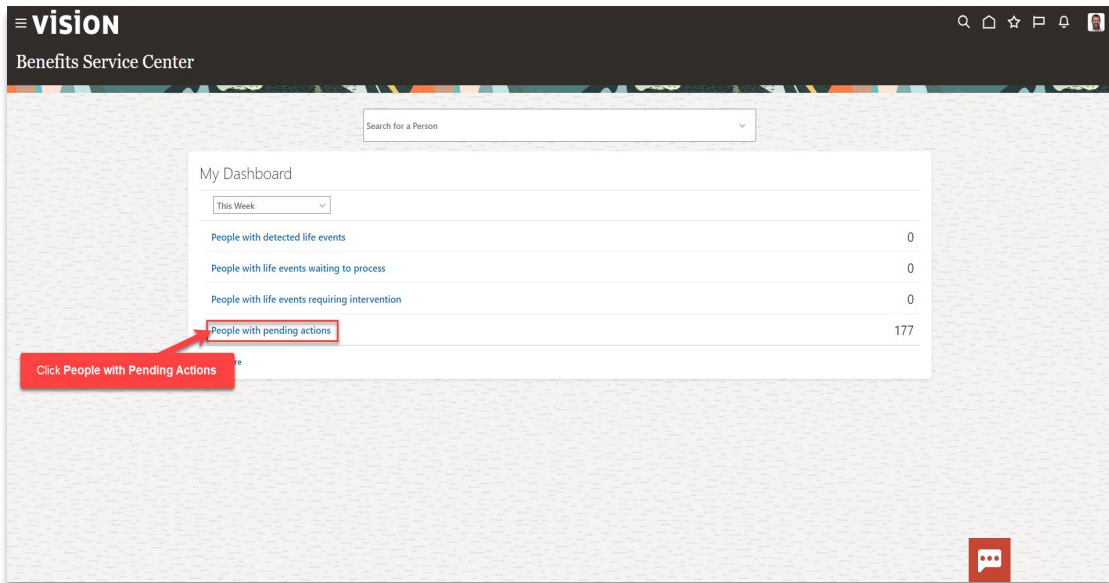 vision
Benefits Service Center
Search for a Person
My Dashboard
This Week
People with detected life events
0
People with life events waiting to process
0
People with life events requiring intervention
0
People with pending actions
177
Click People with Pending Actions
re